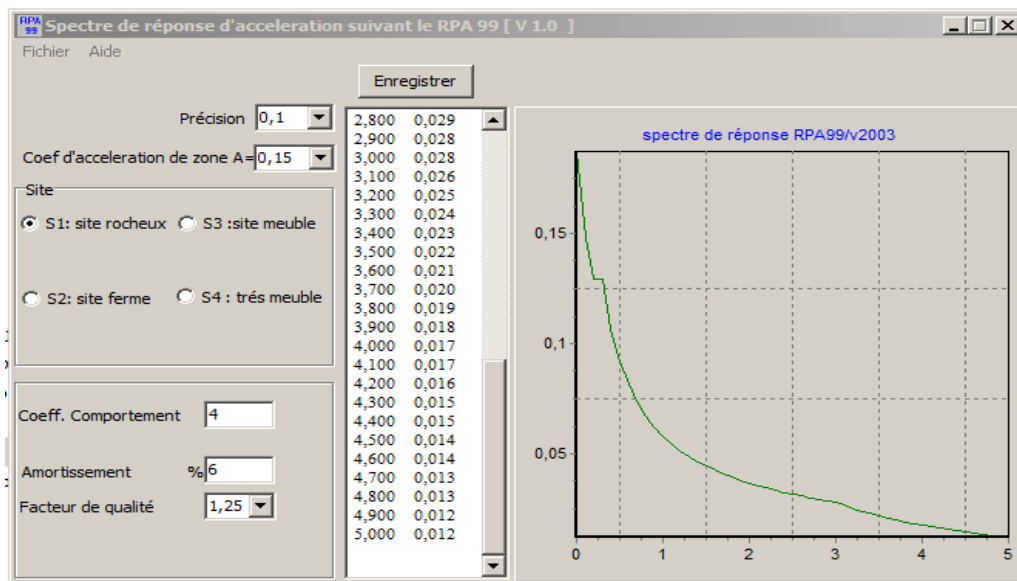 RPA 99
Spectre de réponse d'acceleration suivant le RPA 99 [ V 1.0 ]
Fichier Aide
Enregistrer
Précision 0,1
Coef d'acceleration de zone A= 0,15
Site
S1: site rocheux S3 :site meuble
S2: site ferme S4 : trés meuble
Coeff. Comportement 4
Amortissement % 6
Facteur de qualité 1,25
2,800 0,029
2,900 0,028
3,000 0,028
3,100 0,026
3,200 0,025
3,300 0,024
3,400 0,023
3,500 0,022
3,600 0,021
3,700 0,020
3,800 0,019
3,900 0,018
4,000 0,017
4,100 0,017
4,200 0,016
4,300 0,015
4,400 0,015
4,500 0,014
4,600 0,014
4,700 0,013
4,800 0,013
4,900 0,012
5,000 0,012
spectre de réponse RPA99/v2003
0,15
0,1
0,05
0 1 2 3 4 5